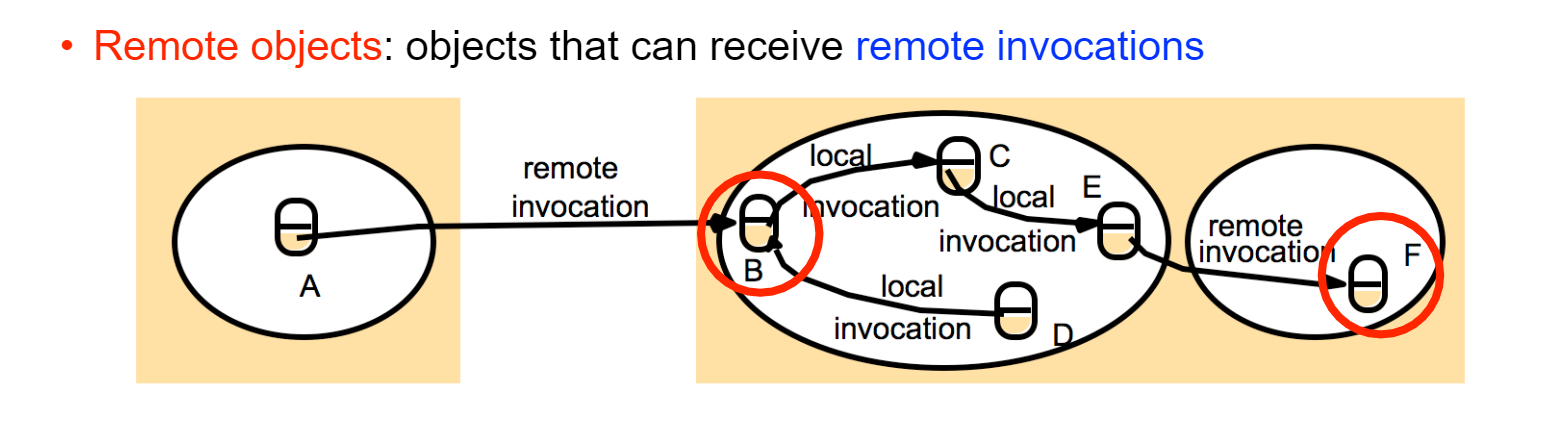 • Remote objects: objects that can receive remote invocations
remote
invocation
A
B
local
invocation
C
local
invocation
E
local
invocation
D
remote
invocation
F